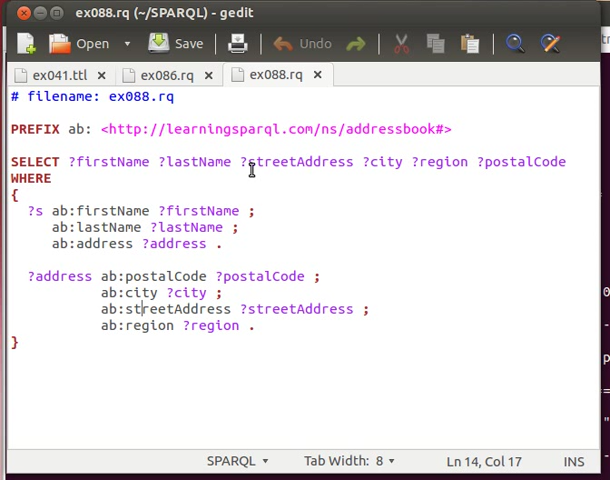 ex088.rq (~/SPARQL) - gedit
Open Save Undo
ex041.ttl ex086.rq ex088.rq
# filename: ex088.rq
PREFIX ab: <http://learningsparql.com/ns/addressbook#>
SELECT ?firstName ?lastName ?streetAddress ?city ?region ?postalCode
WHERE
{
?s ab:firstName ?firstName ;
ab:lastName ?lastName ;
ab:address ?address .
?address ab:postalCode ?postalCode ;
ab:city ?city ;
ab:streetAddress ?streetAddress ;
ab:region ?region .
}
SPARQL Tab Width: 8 Ln 14, Col 17 INS